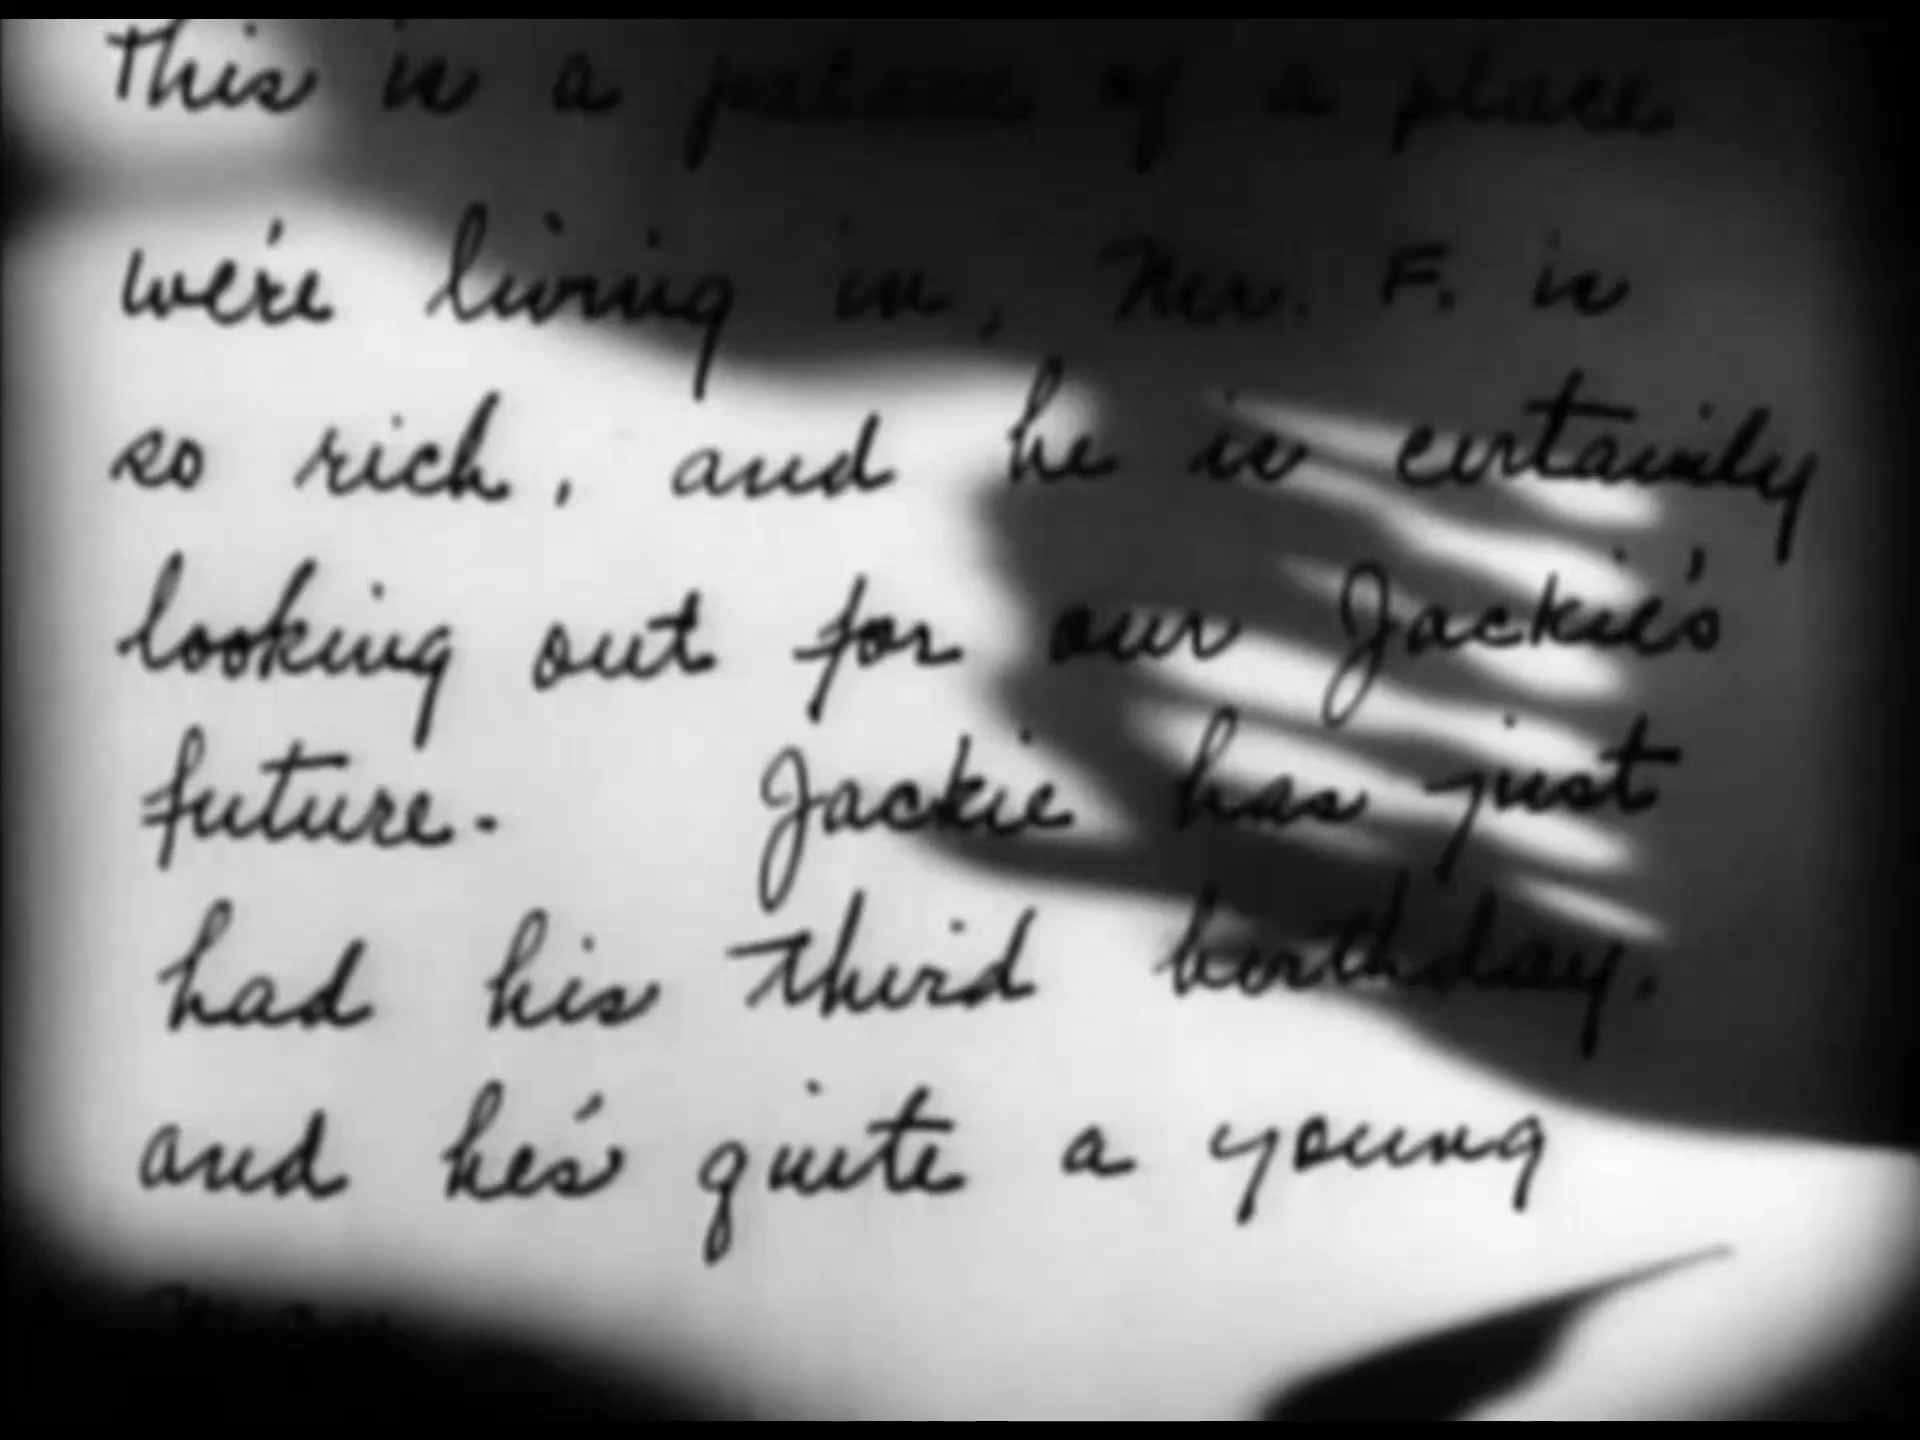 This is a palace of a place
we're living in, Mr. F. is
so rich, and he is certainly
looking out for our Jackie's
future. Jackie has just
had his third birthday.
and he's quite a young